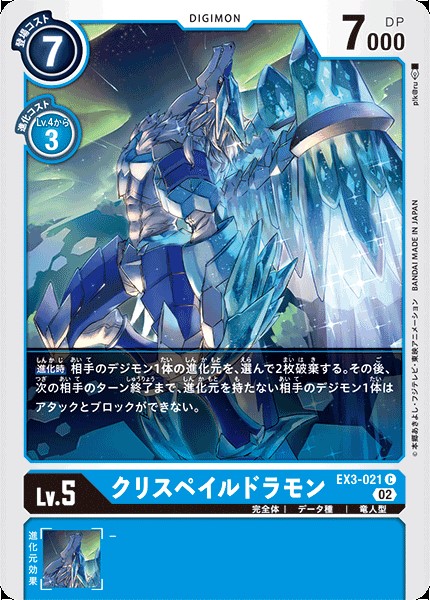 DIGIMON
登場コスト
7
7000
DP
進化コスト
Lv.4から
3
plk@ru
©本郷あきよし・フジテレビ・東映アニメーション BANDAI MADE IN JAPAN
進化時 相手のデジモン1体の進化元を、選んで2枚破棄する。その後、
次の相手のターン終了まで、進化元を持たない相手のデジモン1体は
アタックとブロックができない。
Lv.5
クリスペイルドラモン
EX3-021 C
02
完全体 | データ種 | 竜人型
進化元効果
－